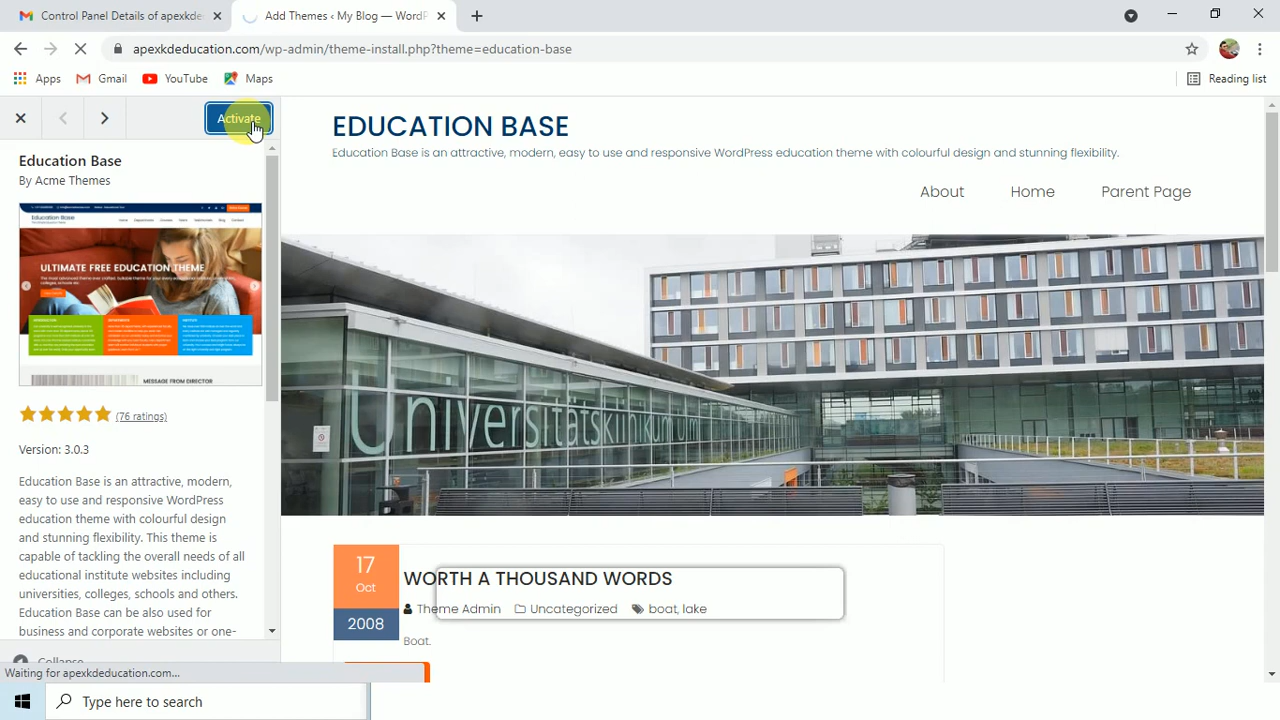 Control Panel Details of apexkde
Add Themes ‹ My Blog — WordP
apexkdeducation.com/wp-admin/theme-install.php?theme=education-base
Apps
Gmail
YouTube
Maps
Reading list
Activate
Education Base
By Acme Themes
Education Base
ULTIMATE FREE EDUCATION THEME
MESSAGE FROM DIRECTOR
(76 ratings)
Version: 3.0.3
Education Base is an attractive, modern,
easy to use and responsive WordPress
education theme with colourful design
and stunning flexibility. This theme is
capable of tackling the overall needs of all
educational institute websites including
universities, colleges, schools and others.
Education Base can be also used for
business and corporate websites or one-
Collapse
EDUCATION BASE
Education Base is an attractive, modern, easy to use and responsive WordPress education theme with colourful design and stunning flexibility.
About
Home
Parent Page
Universitätsklinikum Ulm
17
Oct
2008
WORTH A THOUSAND WORDS
Theme Admin
Uncategorized
boat, lake
Boat.
Waiting for apexkdeducation.com...
Type here to search